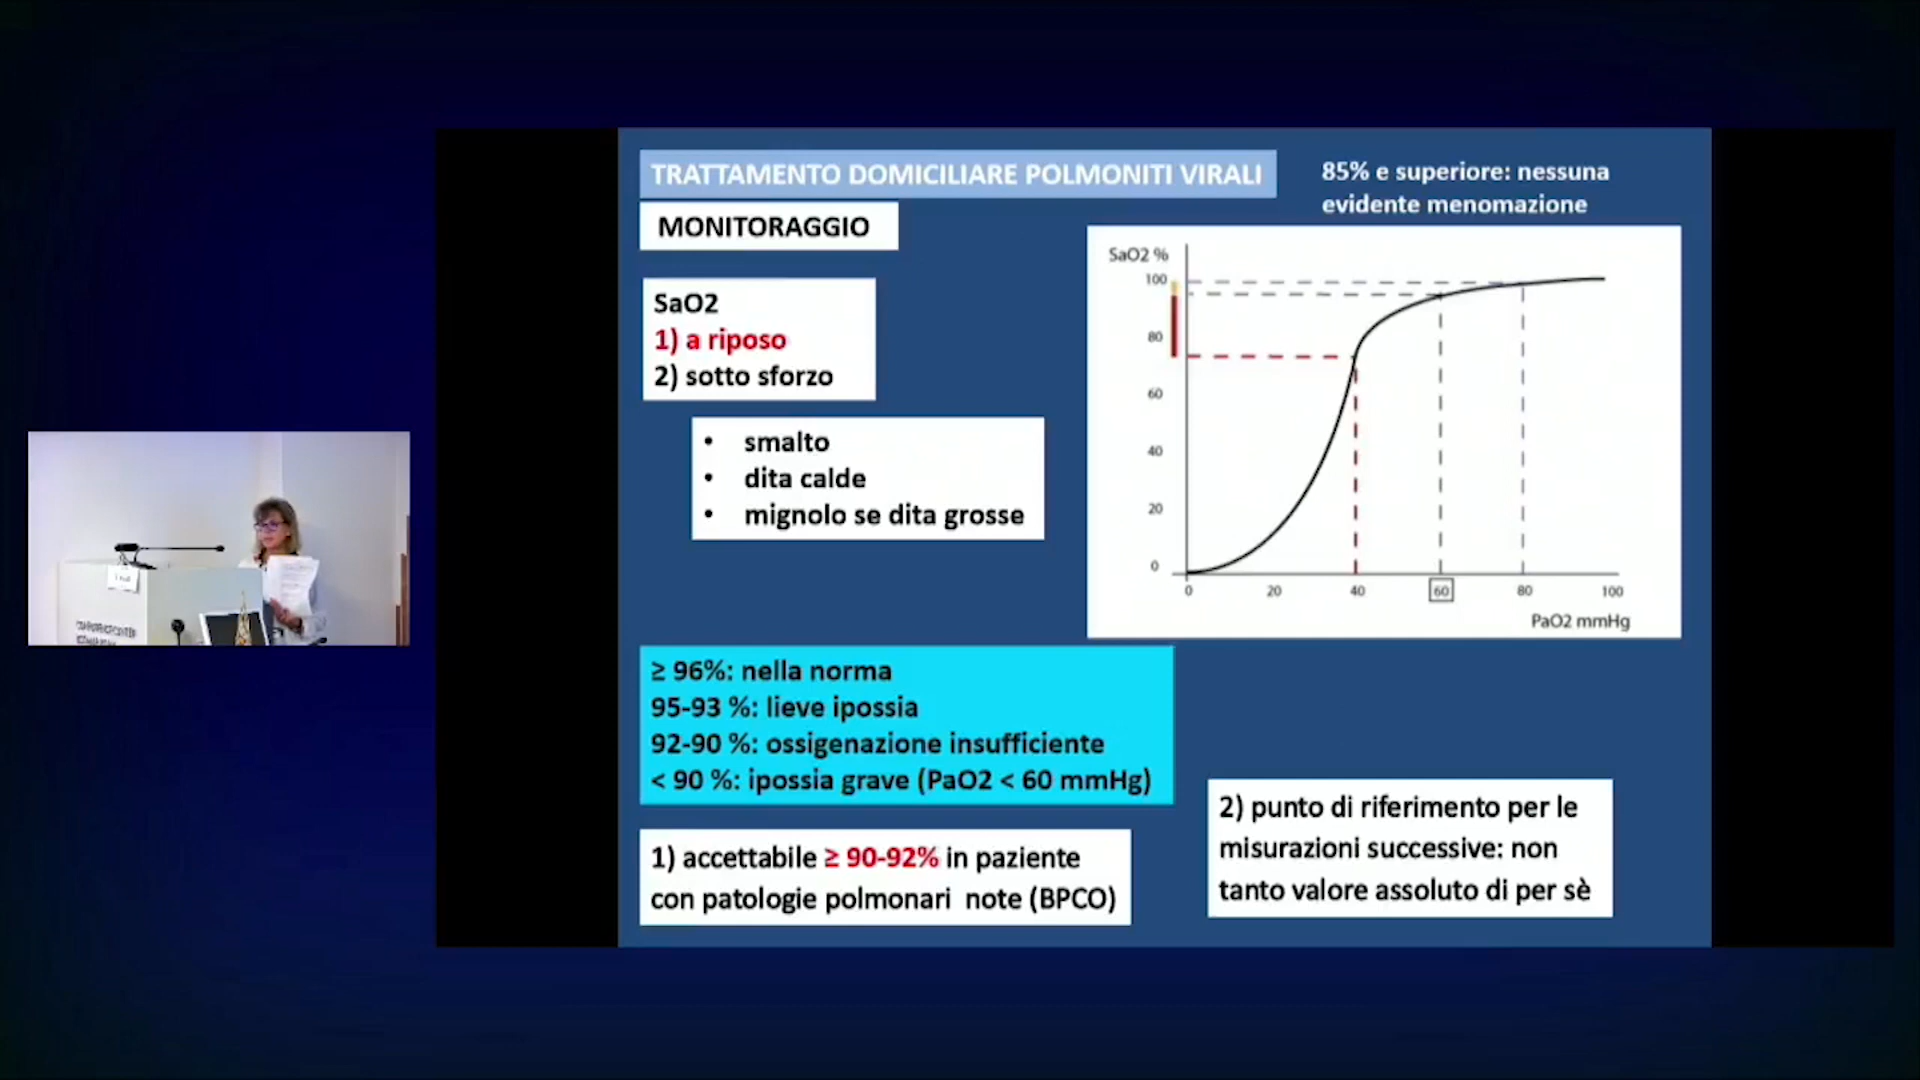 TRATTAMENTO DOMICILIARE POLMONITI VIRALI
MONITORAGGIO
85% e superiore: nessuna
evidente menomazione
SaO2
1) a riposo
2) sotto sforzo
• smalto
• dita calde
• mignolo se dita grosse
SaO2 %
100
80
60
40
20
0
0 20 40 60 80 100
PaO2 mmHg
≥ 96%: nella norma
95-93 %: lieve ipossia
92-90 %: ossigenazione insufficiente
< 90 %: ipossia grave (PaO2 < 60 mmHg)
1) accettabile ≥ 90-92% in paziente
con patologie polmonari note (BPCO)
2) punto di riferimento per le
misurazioni successive: non
tanto valore assoluto di per sè